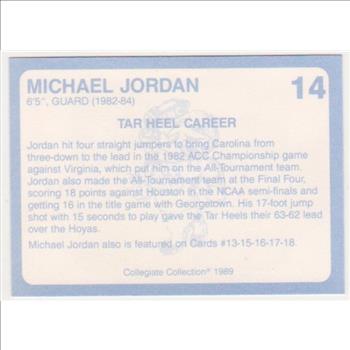 MICHAEL JORDAN
14
6'5", GUARD (1982-84)
TAR HEEL CAREER
Jordan hit four straight jumpers to bring Carolina from
three-down to the lead in the 1982 ACC Championship game
against Virginia, which put him on the All-Tournament team.
Jordan also made the All-Tournament team at the Final Four,
scoring 18 points against Houston in the NCAA semi-finals and
getting 16 in the title game with Georgetown. His 17-foot jump
shot with 15 seconds to play gave the Tar Heels their 63-62 lead
over the Hoyas.
Michael Jordan also is featured on Cards #13-15-16-17-18.
Collegiate Collection® 1989